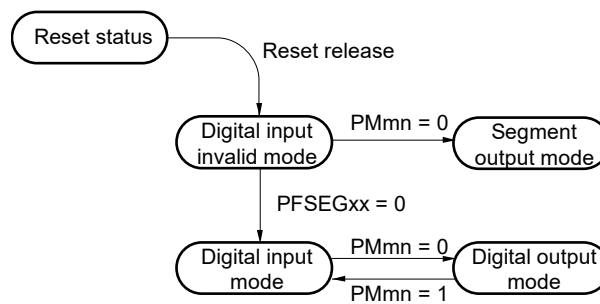 Reset status
Reset release
Digital input
invalid mode
PMmn = 0
Segment
output mode
PFSEGxx = 0
Digital input
mode
PMmn = 0
PMmn = 1
Digital output
mode